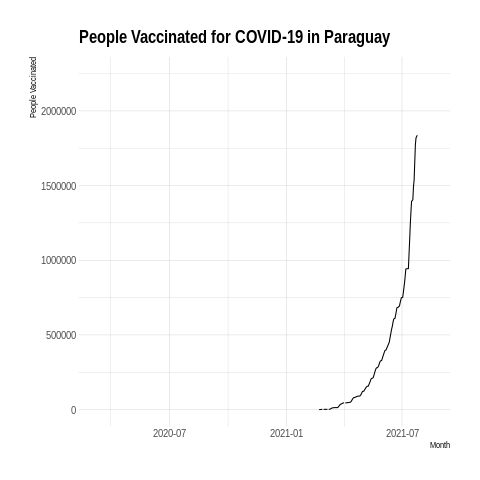 People Vaccinated for COVID-19 in Paraguay
People Vaccinated
2000000
1500000
1000000
500000
0
2020-07
2021-01
2021-07
Month